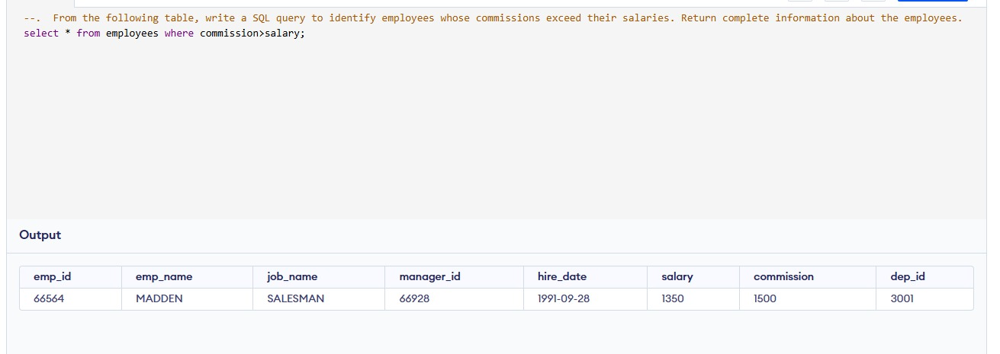 --.  From the following table, write a SQL query to identify employees whose commissions exceed their salaries. Return complete information about the employees.
select * from employees where commission>salary;
Output
emp_id emp_name job_name manager_id hire_date salary commission dep_id
66564 MADDEN SALESMAN 66928 1991-09-28 1350 1500 3001